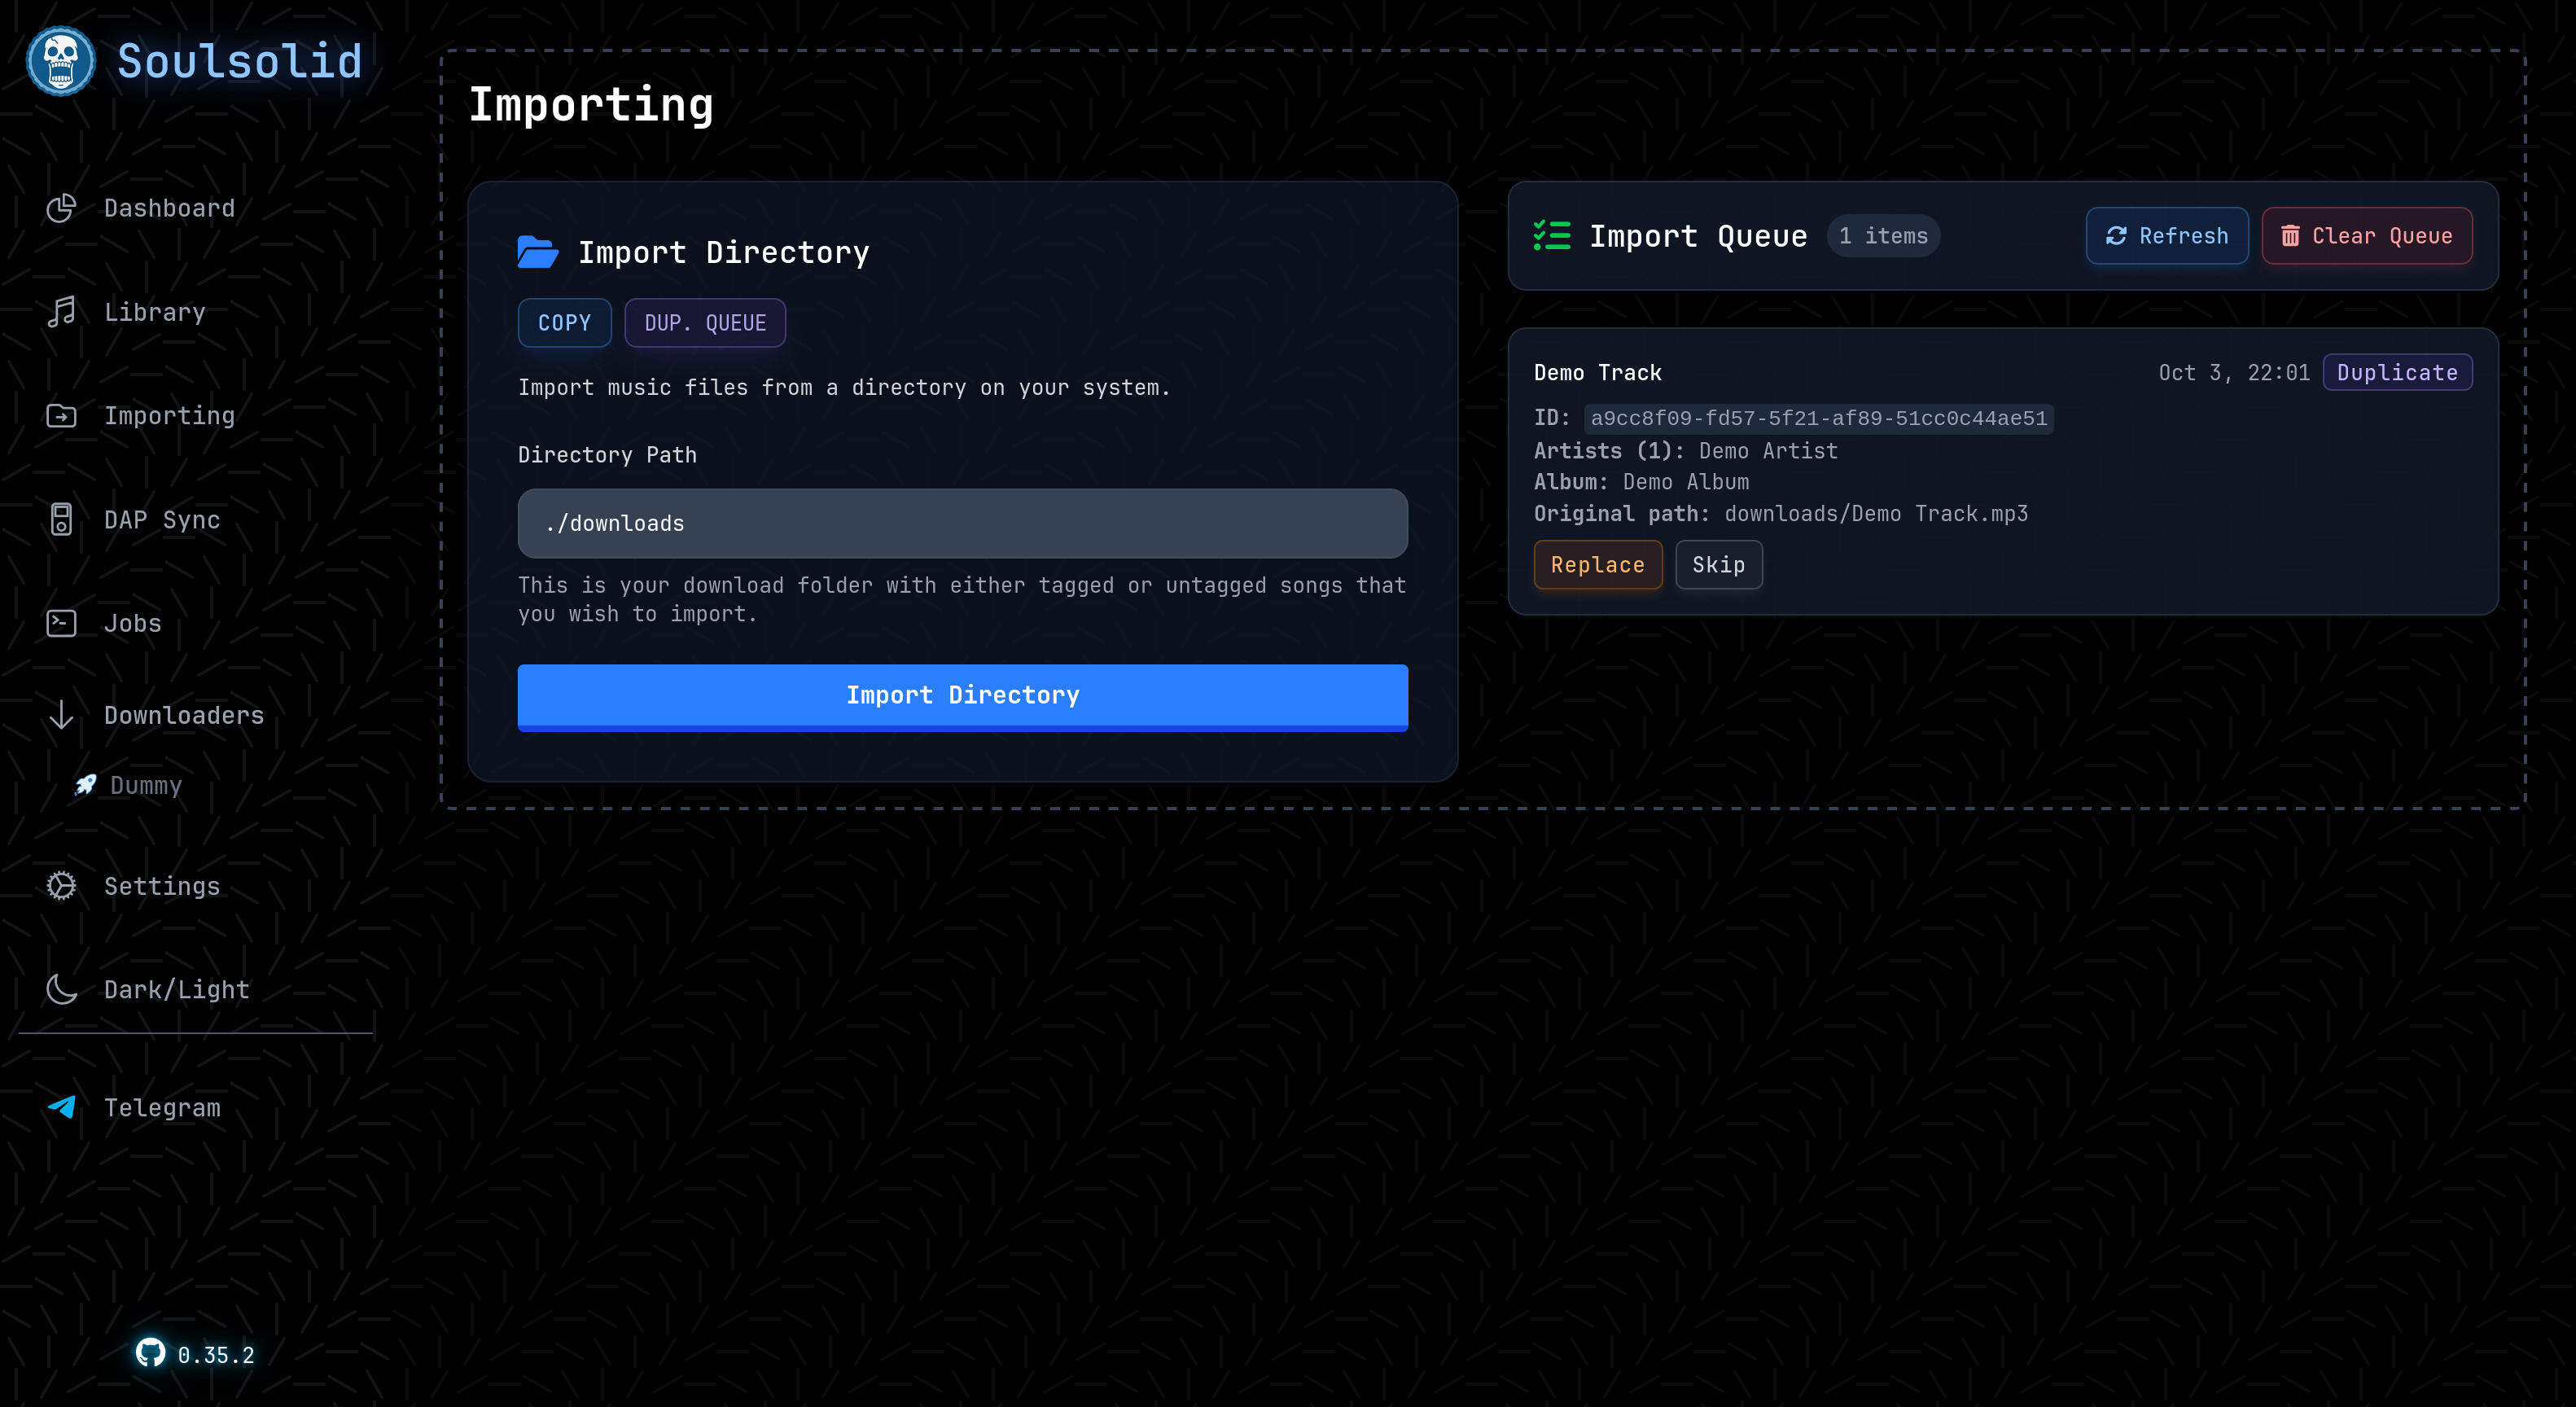 Soulsolid
Dashboard
Library
Importing
DAP Sync
Jobs
Downloaders
Dummy
Settings
Dark/Light
Telegram
0.35.2
Importing
Import Directory
COPY
DUP. QUEUE
Import music files from a directory on your system.
Directory Path
./downloads
This is your download folder with either tagged or untagged songs that
you wish to import.
Import Directory
Import Queue
1 items
Refresh
Clear Queue
Demo Track
Oct 3, 22:01
Duplicate
ID: a9cc8f09-fd57-5f21-af89-51cc0c44ae51
Artists (1): Demo Artist
Album: Demo Album
Original path: downloads/Demo Track.mp3
Replace
Skip